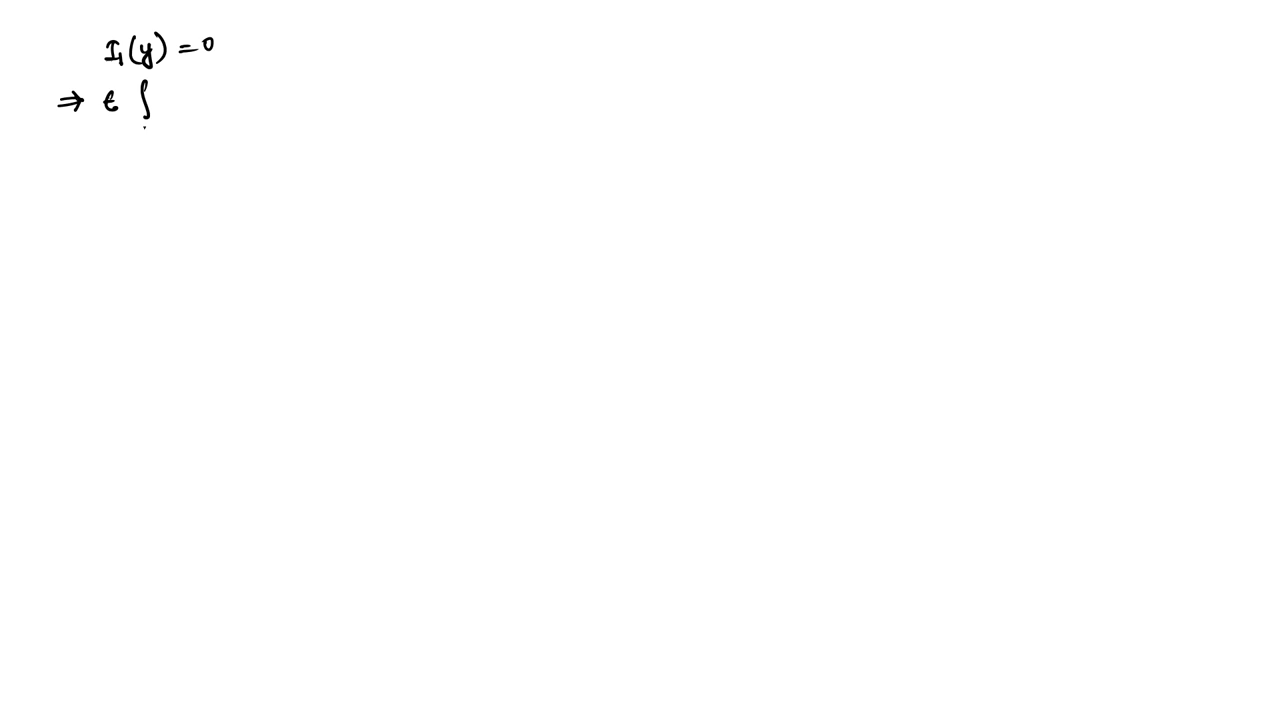 I₁(y) = 0
⇒ t ∫